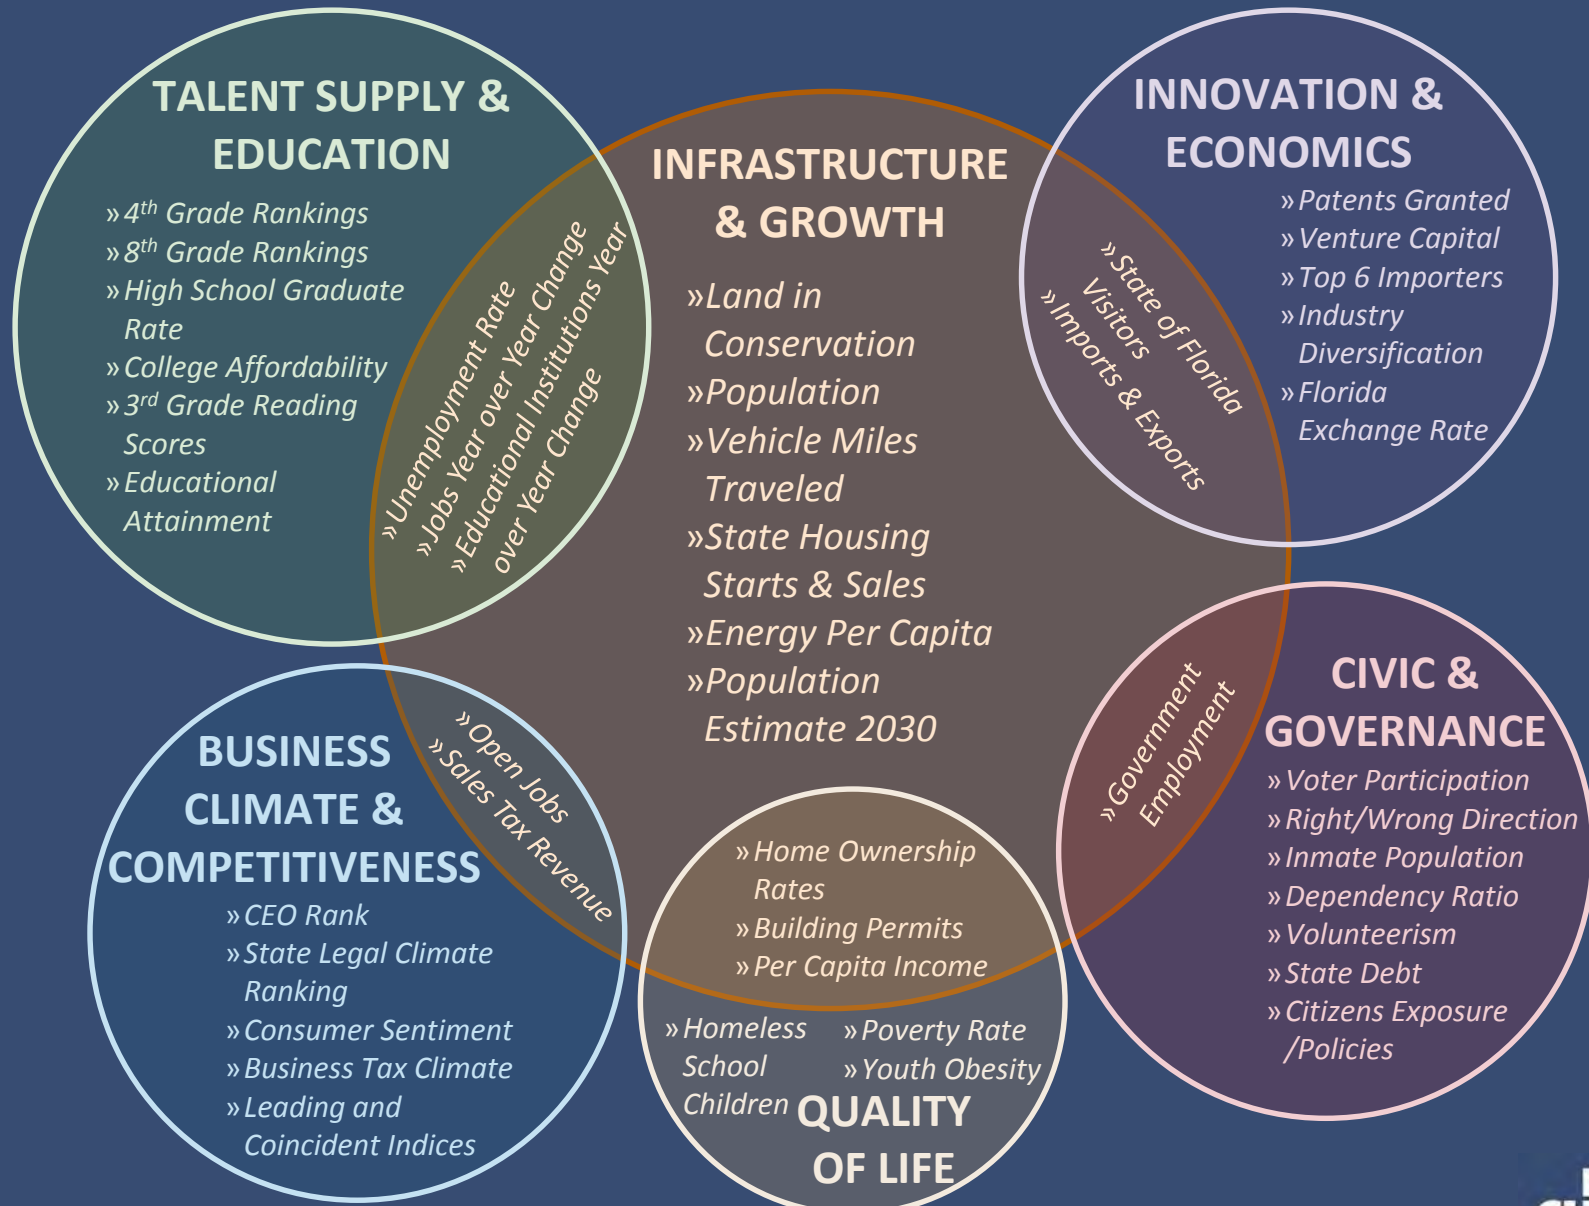 TALENT SUPPLY &
EDUCATION
»4th Grade Rankings
»8th Grade Rankings
»High School Graduate
Rate
»College Affordability
»3rd Grade Reading
Scores
»Educational
Attainment
»Unemployment Rate
»Jobs Year over Year Change
»Educational Institutions Year
over Year Change
INFRASTRUCTURE
& GROWTH
»Land in
Conservation
»Population
»Vehicle Miles
Traveled
»State Housing
Starts & Sales
»Energy Per Capita
»Population
Estimate 2030
INNOVATION &
ECONOMICS
»Patents Granted
»Venture Capital
»Top 6 Importers
»Industry
Diversification
»Florida
Exchange Rate
»State of Florida
Visitors
»Imports & Exports
BUSINESS
CLIMATE &
COMPETITIVENESS
»CEO Rank
»State Legal Climate
Ranking
»Consumer Sentiment
»Business Tax Climate
»Leading and
Coincident Indices
»Open Jobs
»Sales Tax Revenue
»Home Ownership
Rates
»Building Permits
»Per Capita Income
»Homeless
School
Children
»Poverty Rate
»Youth Obesity
QUALITY
OF LIFE
»Government
Employment
CIVIC &
GOVERNANCE
»Voter Participation
»Right/Wrong Direction
»Inmate Population
»Dependency Ratio
»Volunteerism
»State Debt
»Citizens Exposure
/Policies